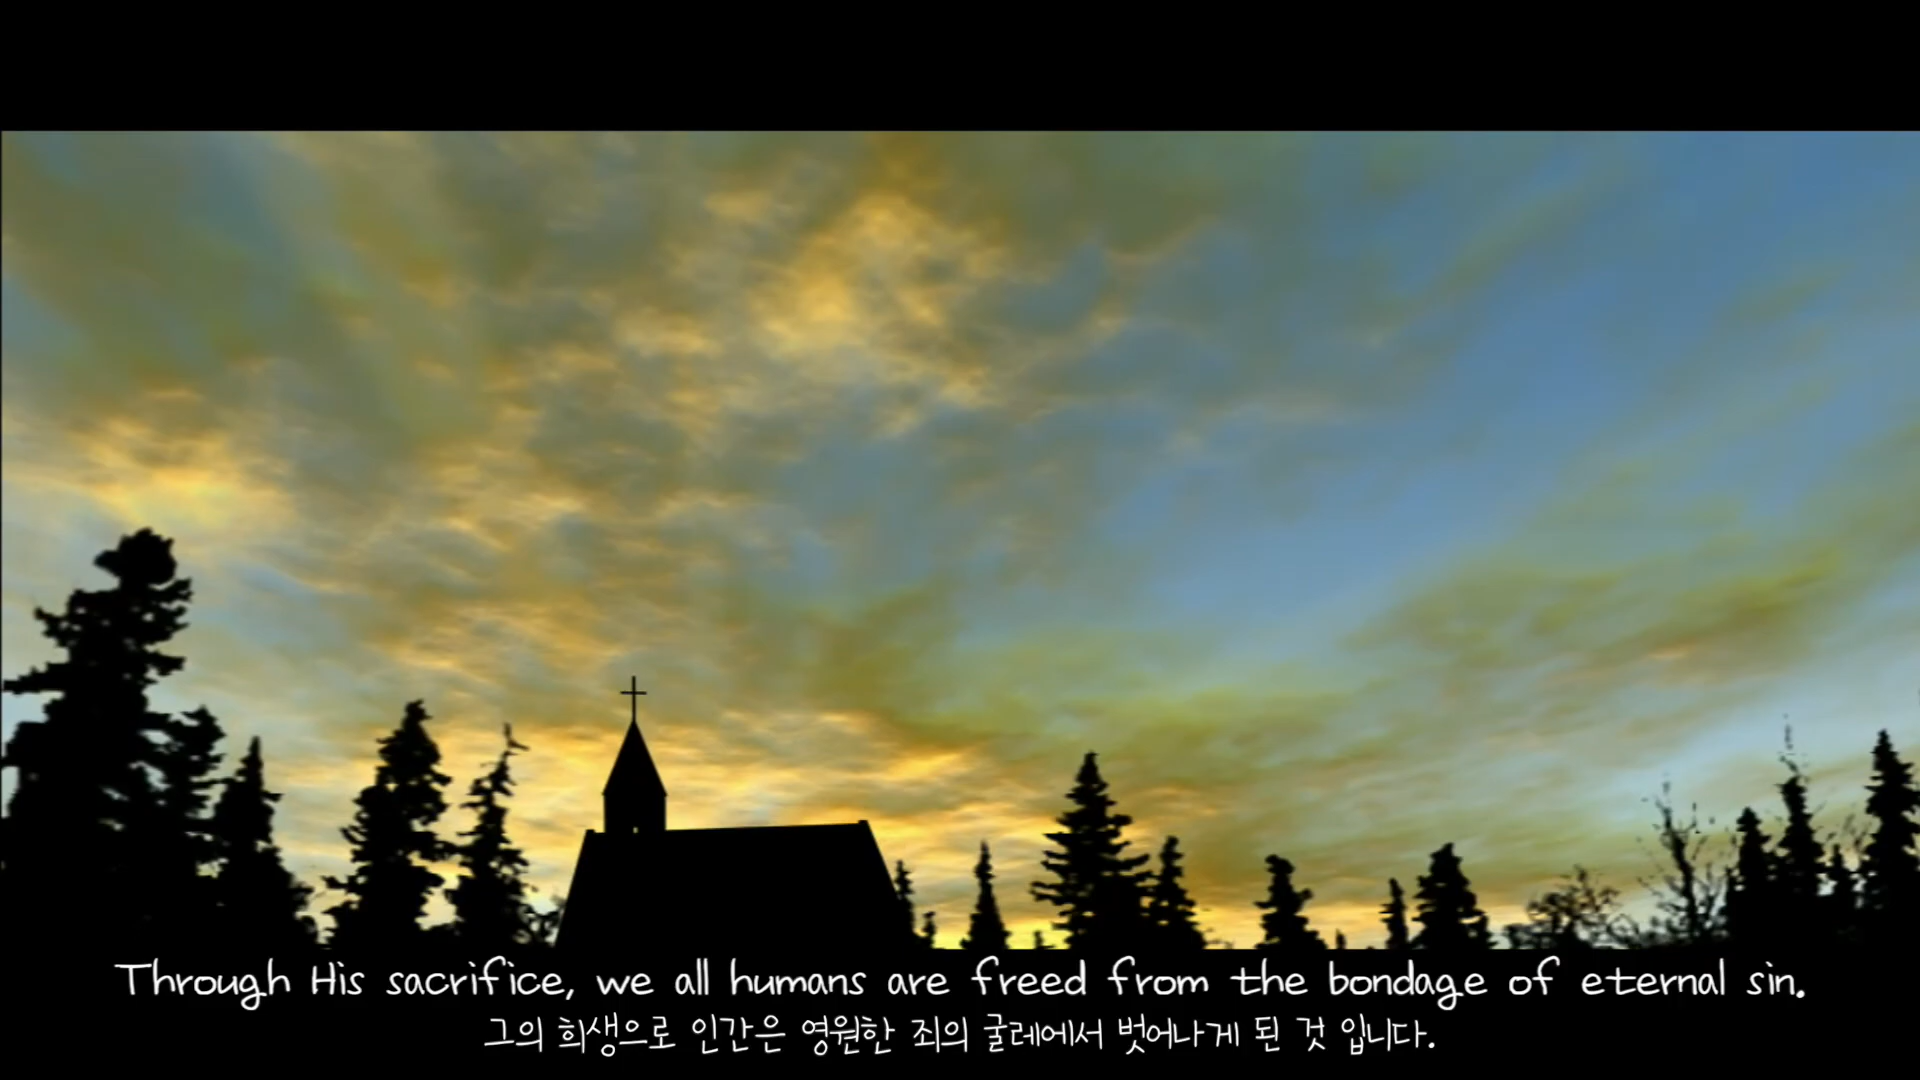 Through His sacrifice, we all humans are freed from the bondage of eternal sin.
그의 희생으로 인간은 영원한 죄의 굴레에서 벗어나게 된 것 입니다.